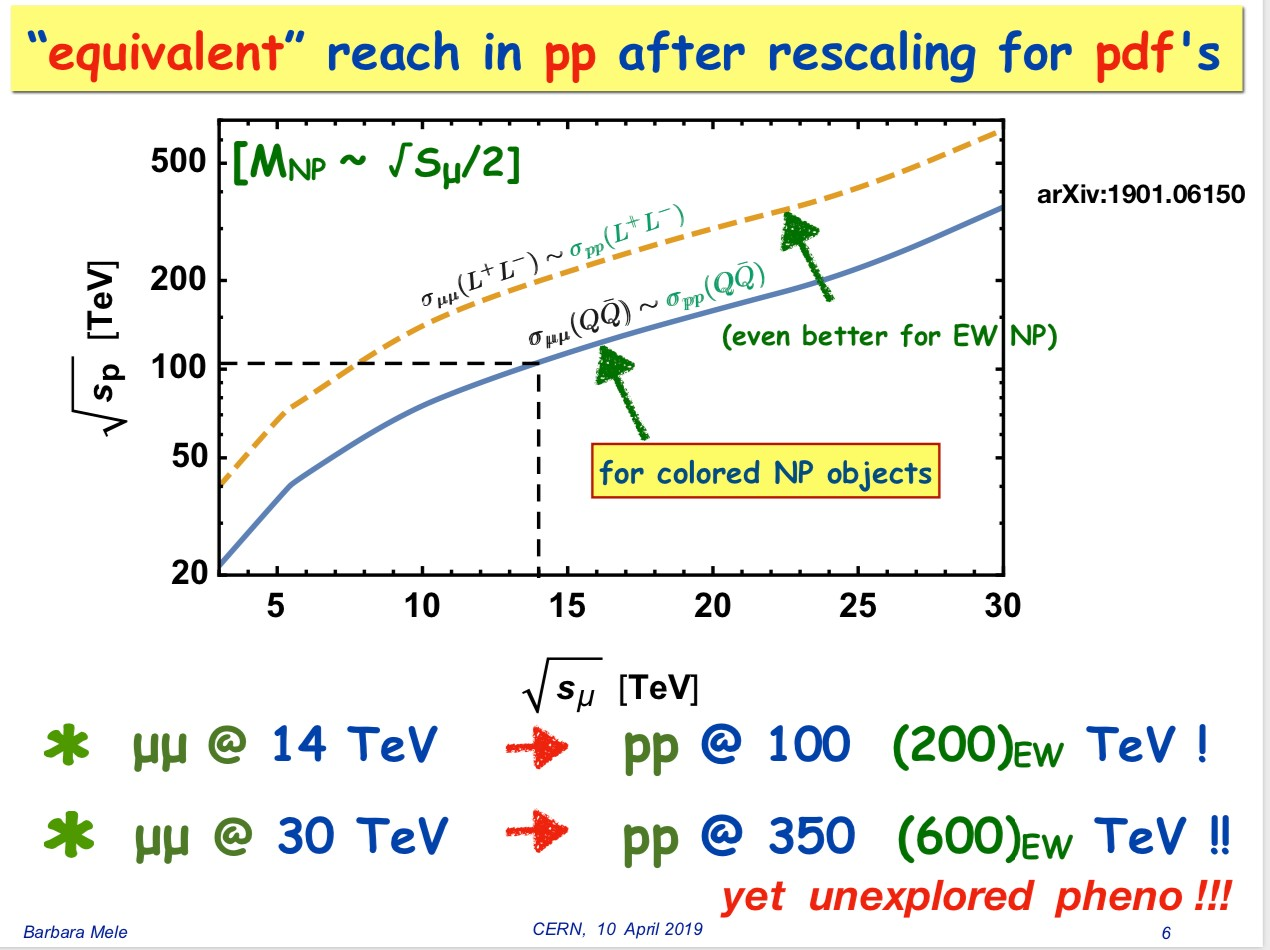 “equivalent” reach in pp after rescaling for pdf's
[M_NP ~ √S_μ/2]
arXiv:1901.06150
500
200
100
50
20
√s_p [TeV]
σ_μμ(L⁺L⁻) ~ σ_pp(L⁺L⁻)
σ_μμ(QQ̄) ~ σ_pp(QQ̄)
(even better for EW NP)
for colored NP objects
5 10 15 20 25 30
√s_μ [TeV]
* μμ @ 14 TeV → pp @ 100 (200)_EW TeV !
* μμ @ 30 TeV → pp @ 350 (600)_EW TeV !!
yet unexplored pheno !!!
Barbara Mele CERN, 10 April 2019 6